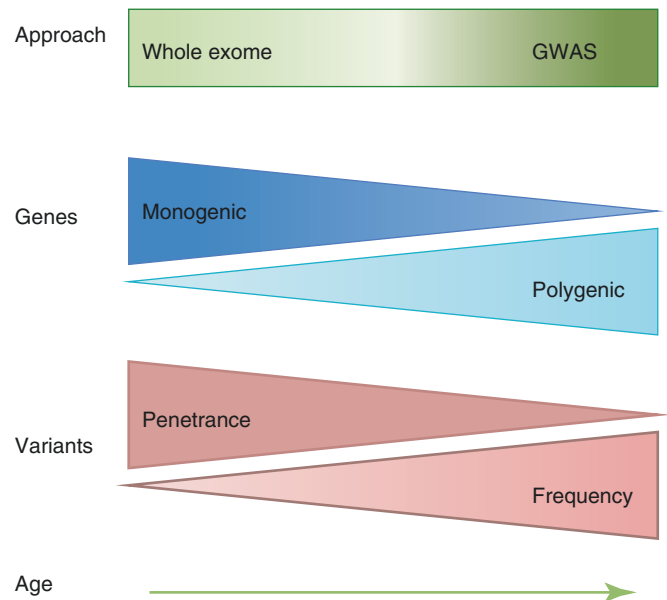 Approach
Whole exome
GWAS
Genes
Monogenic
Polygenic
Variants
Penetrance
Frequency
Age